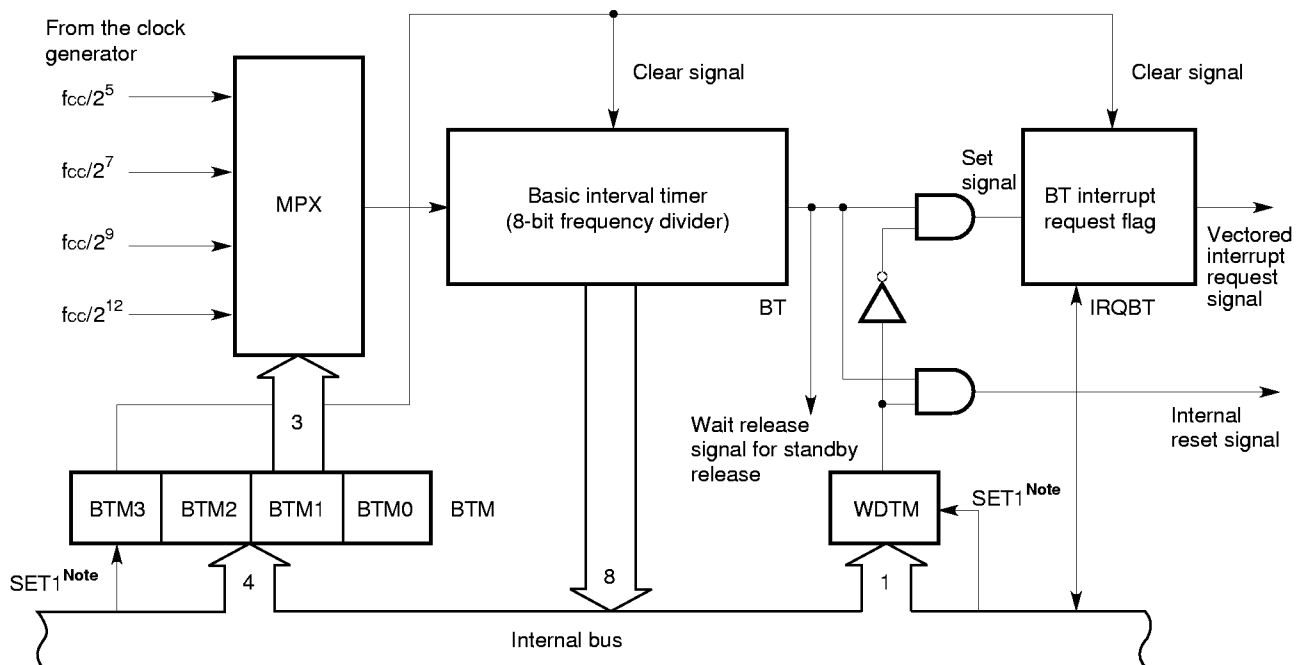 From the clock
generator
fcc/2^5
fcc/2^7
fcc/2^9
fcc/2^12
MPX
Clear signal
Clear signal
Basic interval timer
(8-bit frequency divider)
BT
Set
signal
BT interrupt
request flag
IRQBT
Vectored
interrupt
request
signal
3
Wait release
signal for standby
release
Internal
reset signal
BTM3
BTM2
BTM1
BTM0
BTM
WDTM
SET1^Note
SET1^Note
4
8
1
Internal bus